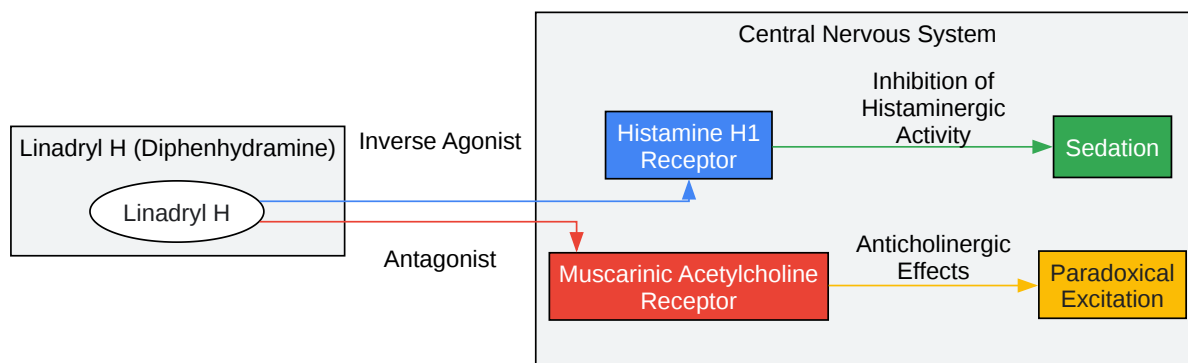 Central Nervous System
Linadryl H (Diphenhydramine)
Linadryl H
Inverse Agonist
Antagonist
Histamine H1
Receptor
Inhibition of
Histaminergic
Activity
Sedation
Muscarinic Acetylcholine
Receptor
Anticholinergic
Effects
Paradoxical
Excitation